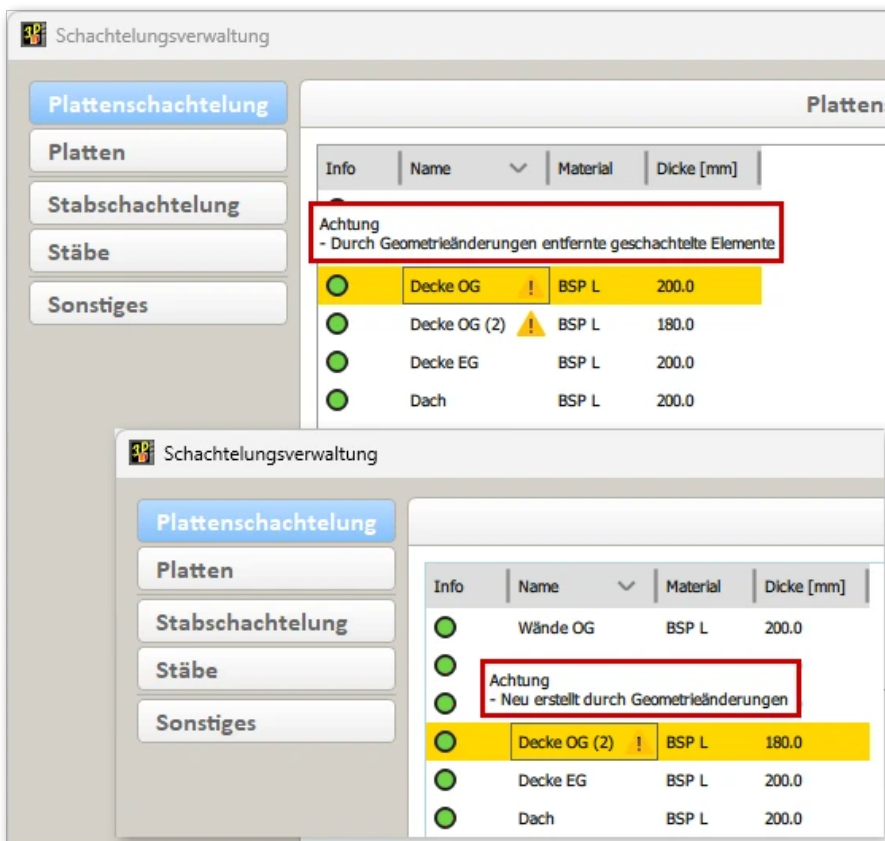 Schachtelungsverwaltung
Plattenschachtelung
Platten
Stabschachtelung
Stäbe
Sonstiges
Platten
Info Name Material Dicke [mm]
Achtung
- Durch Geometrieänderungen entfernte geschachtelte Elemente
Decke OG BSP L 200.0
Decke OG (2) BSP L 180.0
Decke EG BSP L 200.0
Dach BSP L 200.0
Schachtelungsverwaltung
Plattenschachtelung
Platten
Stabschachtelung
Stäbe
Sonstiges
Info Name Material Dicke [mm]
Wände OG BSP L 200.0
Achtung
- Neu erstellt durch Geometrieänderungen
Decke OG (2) BSP L 180.0
Decke EG BSP L 200.0
Dach BSP L 200.0